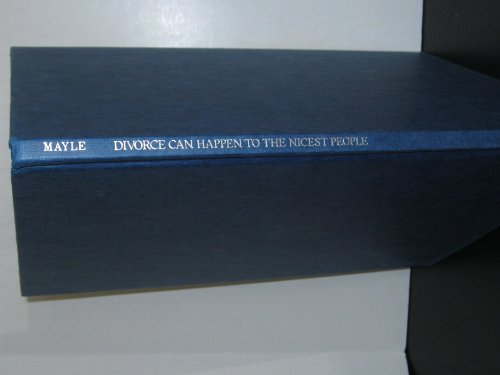 MAYLE DIVORCE CAN HAPPEN TO THE NICEST PEOPLE